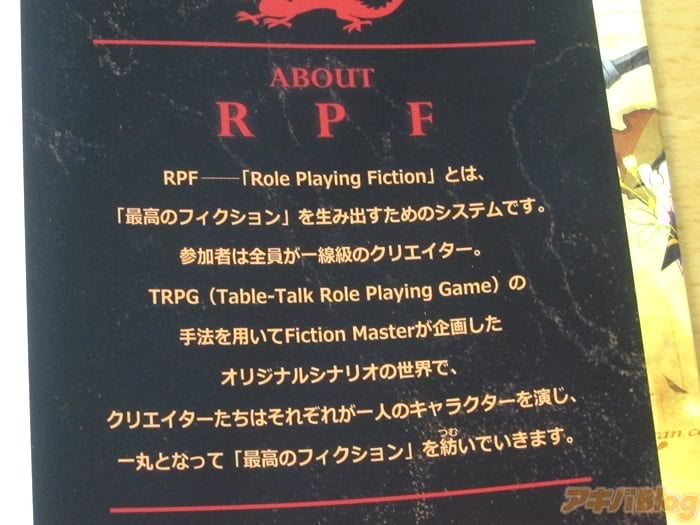 ABOUT
R P F
RPF――「Role Playing Fiction」とは、
「最高のフィクション」を生み出すためのシステムです。
参加者は全員が一線級のクリエイター。
TRPG（Table-Talk Role Playing Game）の
手法を用いてFiction Masterが企画した
オリジナルシナリオの世界で、
クリエイターたちはそれぞれが一人のキャラクターを演じ、
つむ
一丸となって「最高のフィクション」を紡いでいきます。
アキバBlog